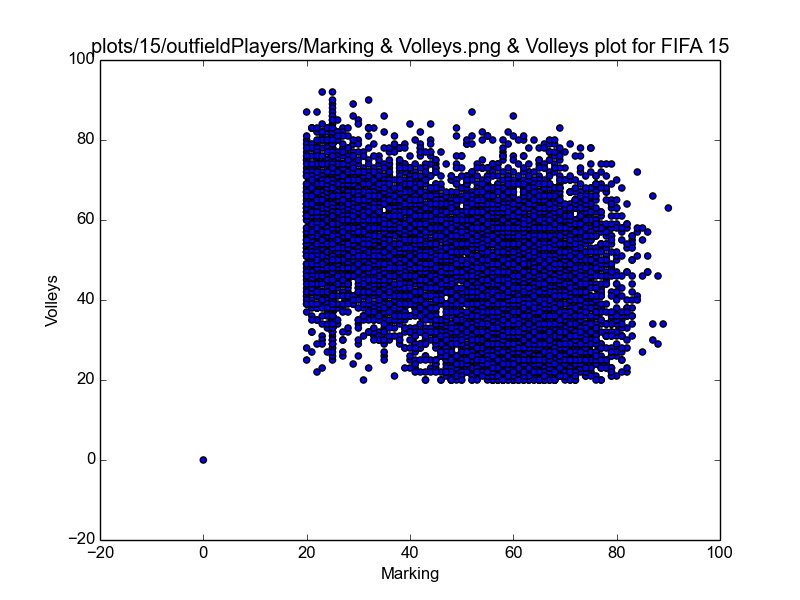 plots/15/outfieldPlayers/Marking & Volleys.png & Volleys plot for FIFA 15
100
80
60
40
20
0
−20
Volleys
−20 0 20 40 60 80 100
Marking